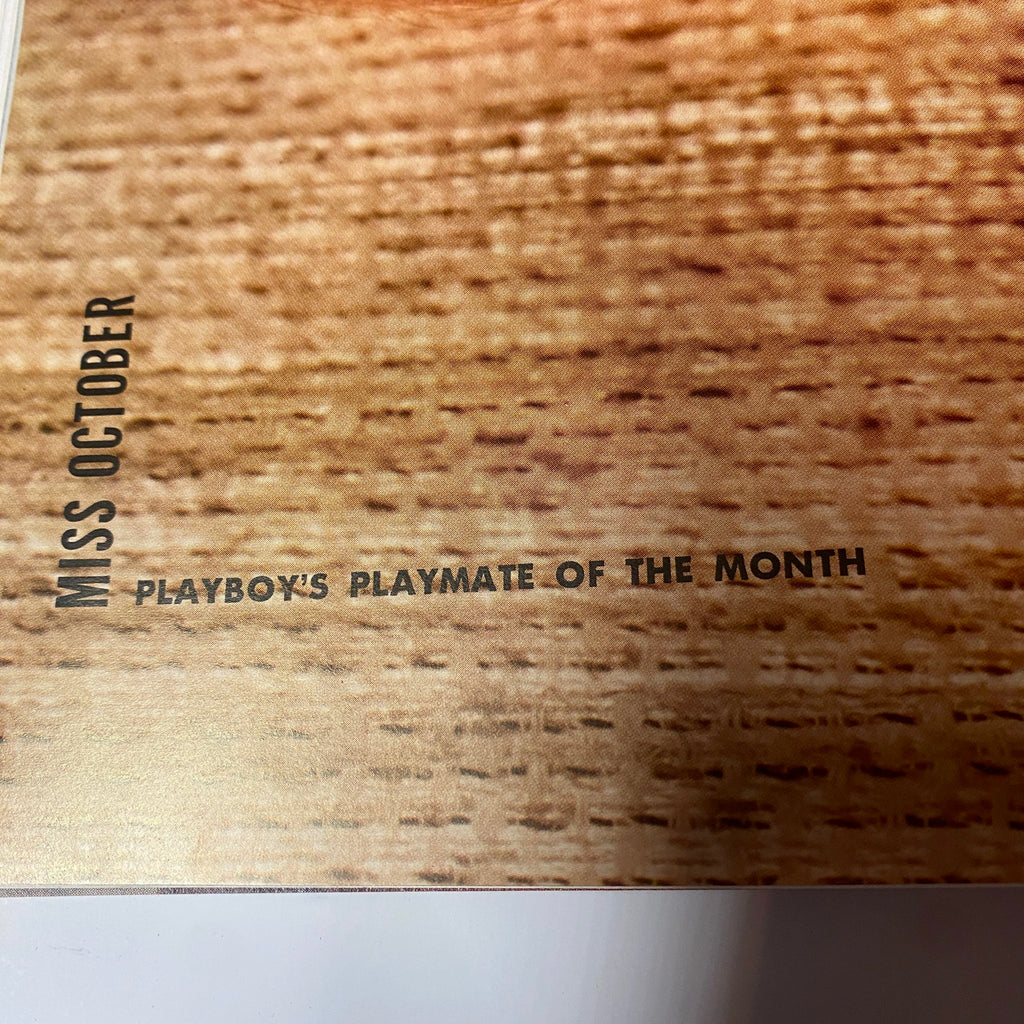 MISS OCTOBER
PLAYBOY'S PLAYMATE OF THE MONTH